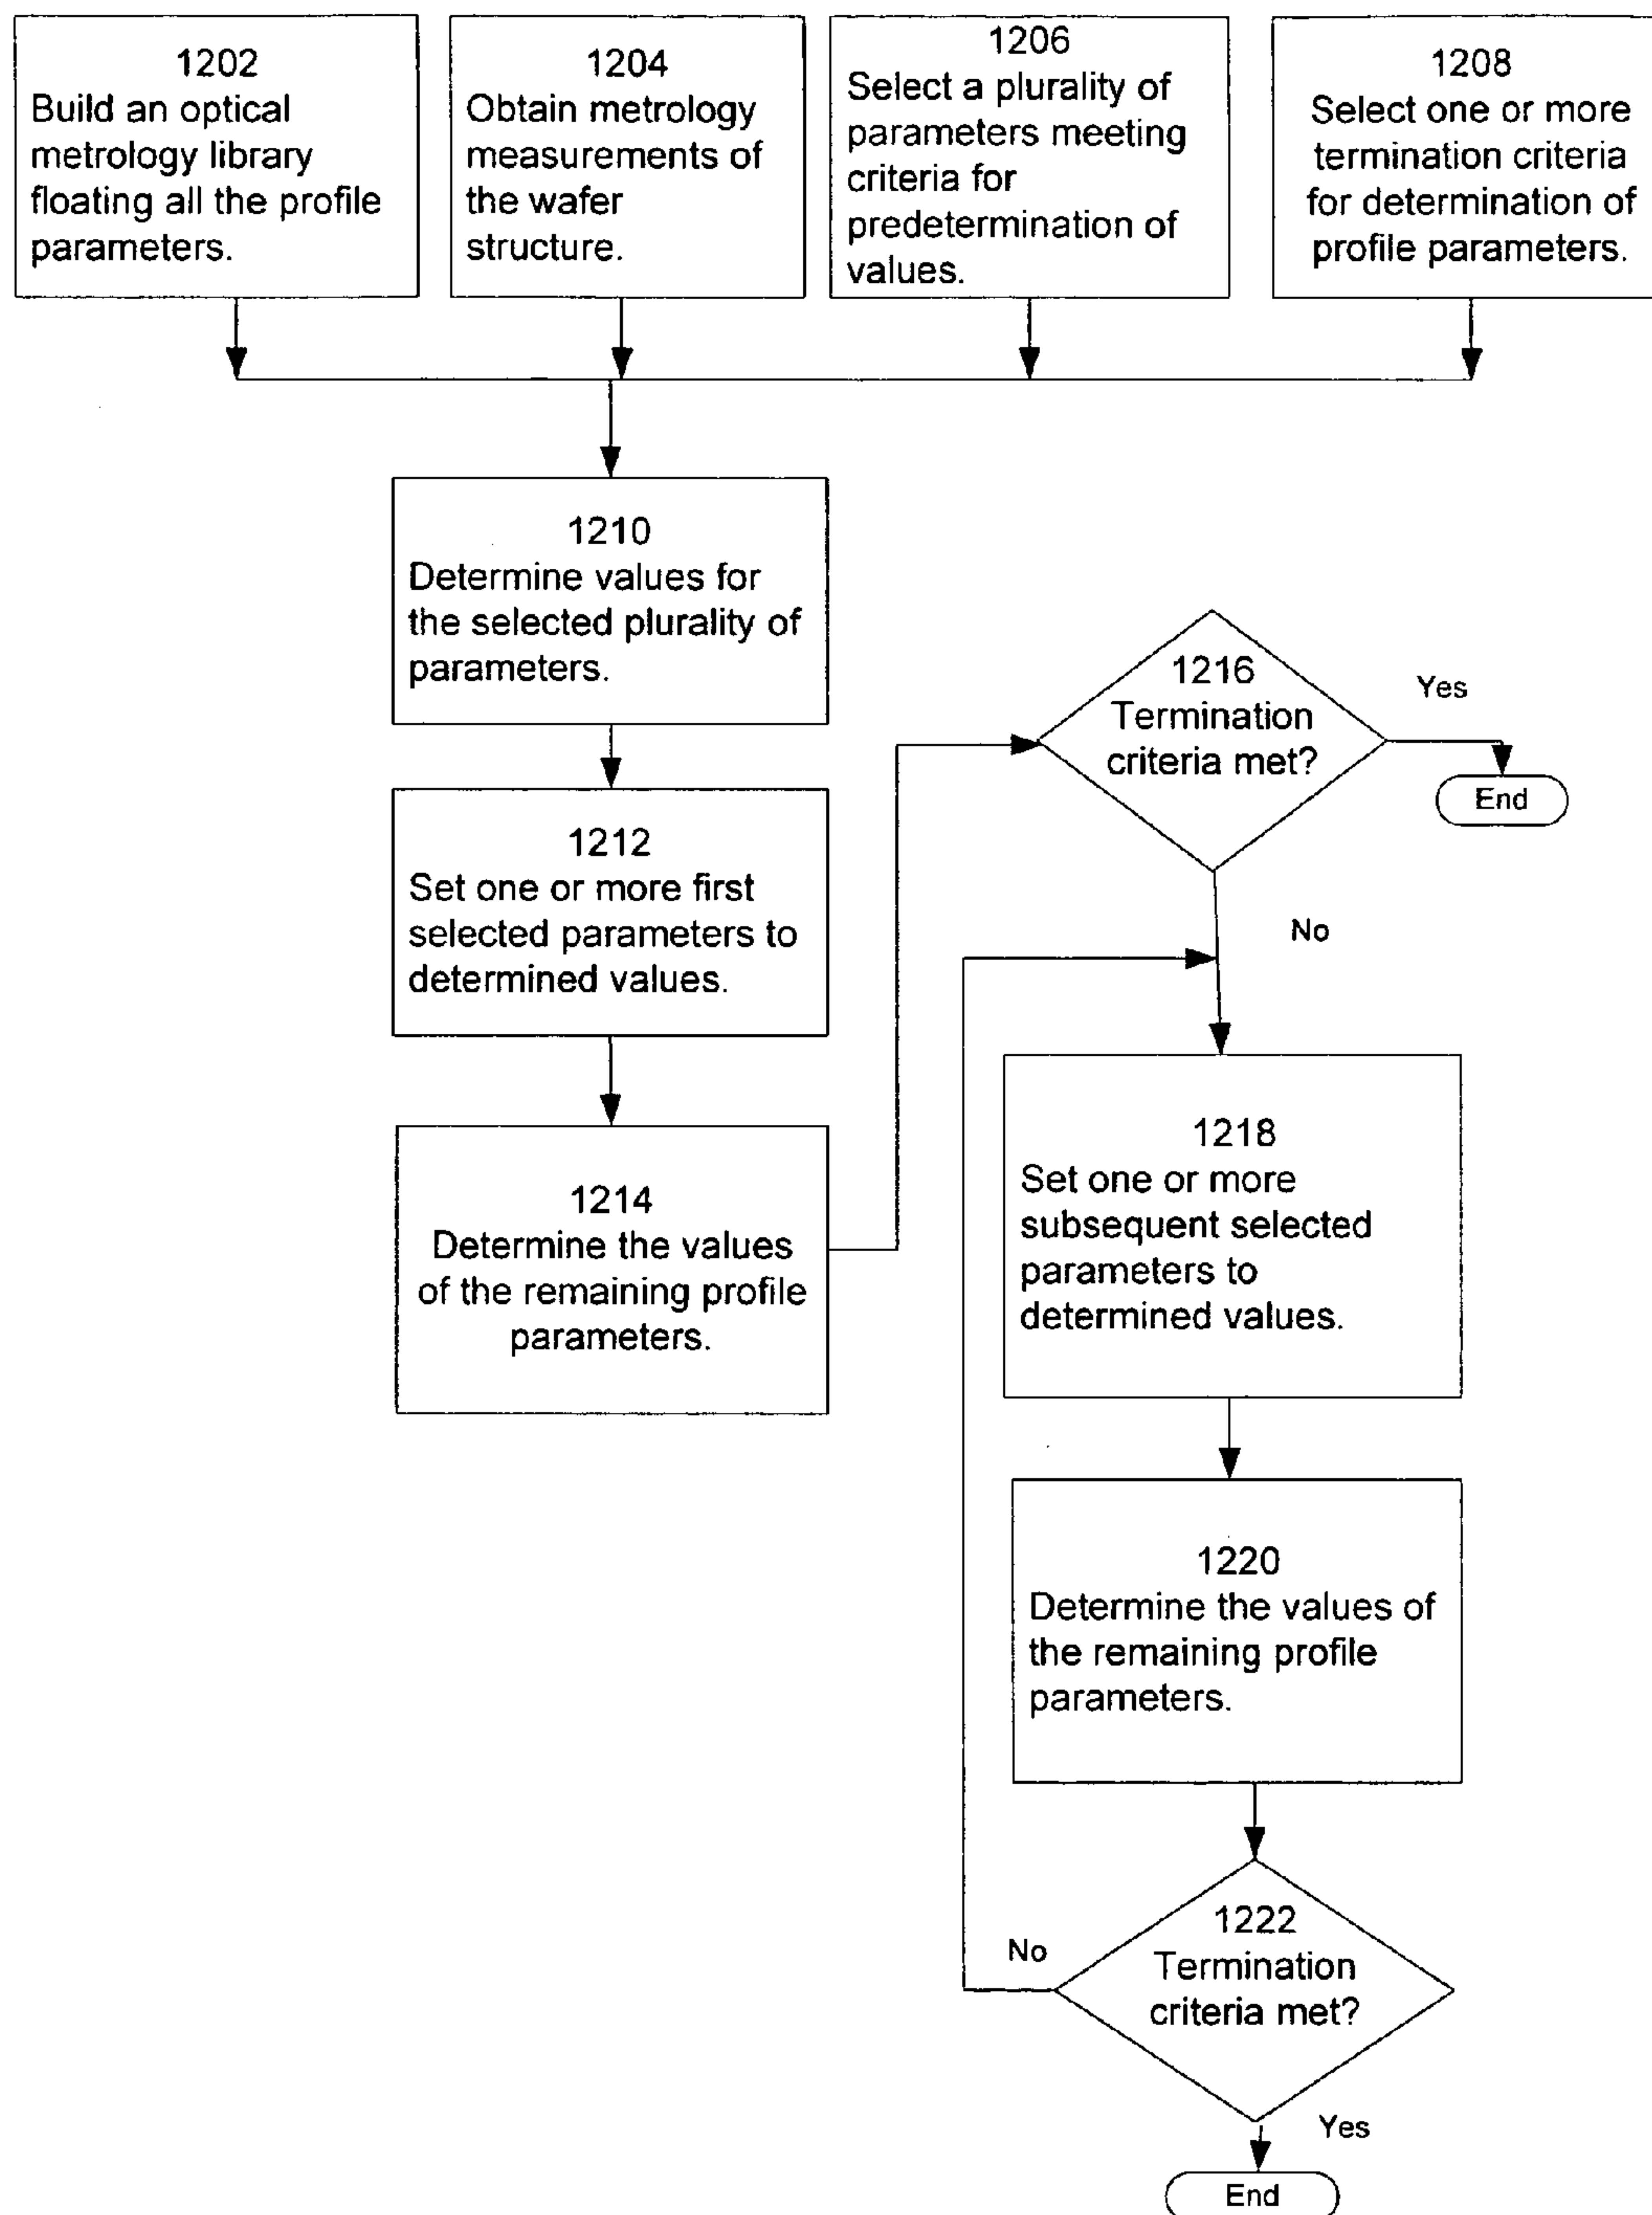 1202
Build an optical
metrology library
floating all the profile
parameters.
1204
Obtain metrology
measurements of
the wafer
structure.
1206
Select a plurality of
parameters meeting
criteria for
predetermination of
values.
1208
Select one or more
termination criteria
for determination of
profile parameters.
1210
Determine values for
the selected plurality of
parameters.
1212
Set one or more first
selected parameters to
determined values.
1214
Determine the values
of the remaining profile
parameters.
1216
Termination
criteria met?
Yes
End
No
1218
Set one or more
subsequent selected
parameters to
determined values.
1220
Determine the values of
the remaining profile
parameters.
1222
Termination
criteria met?
No
Yes
End